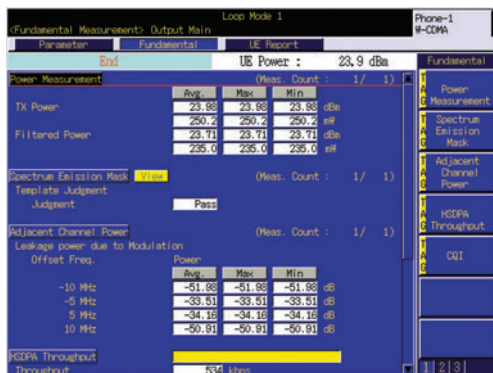 Loop Mode 1
Phone-1
<Fundamental Measurement> Output Main
W-CDMA
Parameter Fundamental UE Report
End UE Power : 23.9 dBm Fundamental
Power Measurement (Meas. Count : 1/ 1)
Avg. Max Min
TX Power 23.98 23.98 23.98 dBm
250.2 250.2 250.2 mW
Filtered Power 23.71 23.71 23.71 dBm
235.0 235.0 235.0 mW
Spectrum Emission Mask View (Meas. Count : 1/ 1)
Template Judgment
Judgment Pass
Adjacent Channel Power (Meas. Count : 1/ 1)
Leakage power due to Modulation
Offset Freq. Power
Avg. Max Min
-10 MHz -51.98 -51.98 -51.98 dB
-5 MHz -33.51 -33.51 -33.51 dB
5 MHz -34.16 -34.16 -34.16 dB
10 MHz -50.91 -50.91 -50.91 dB
HSDPA Throughput
Throughput 534 kbps
TAG Power Measurement
TAG Spectrum Emission Mask
TAG Adjacent Channel Power
TAG HSDPA Throughput
TAG CQI
1 2 3